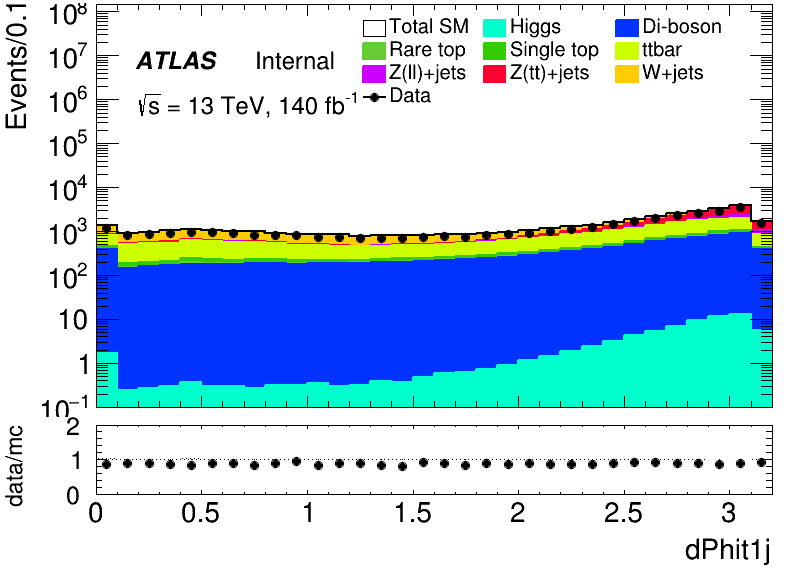 Events/0.1
10⁸
10⁷
10⁶
10⁵
10⁴
10³
10²
10
1
10⁻¹
ATLAS Internal
√s = 13 TeV, 140 fb⁻¹
Total SM Higgs Di-boson
Rare top Single top ttbar
Z(ll)+jets Z(tt)+jets W+jets
Data
data/mc
2
1
0
0 0.5 1 1.5 2 2.5 3
dPhit1j